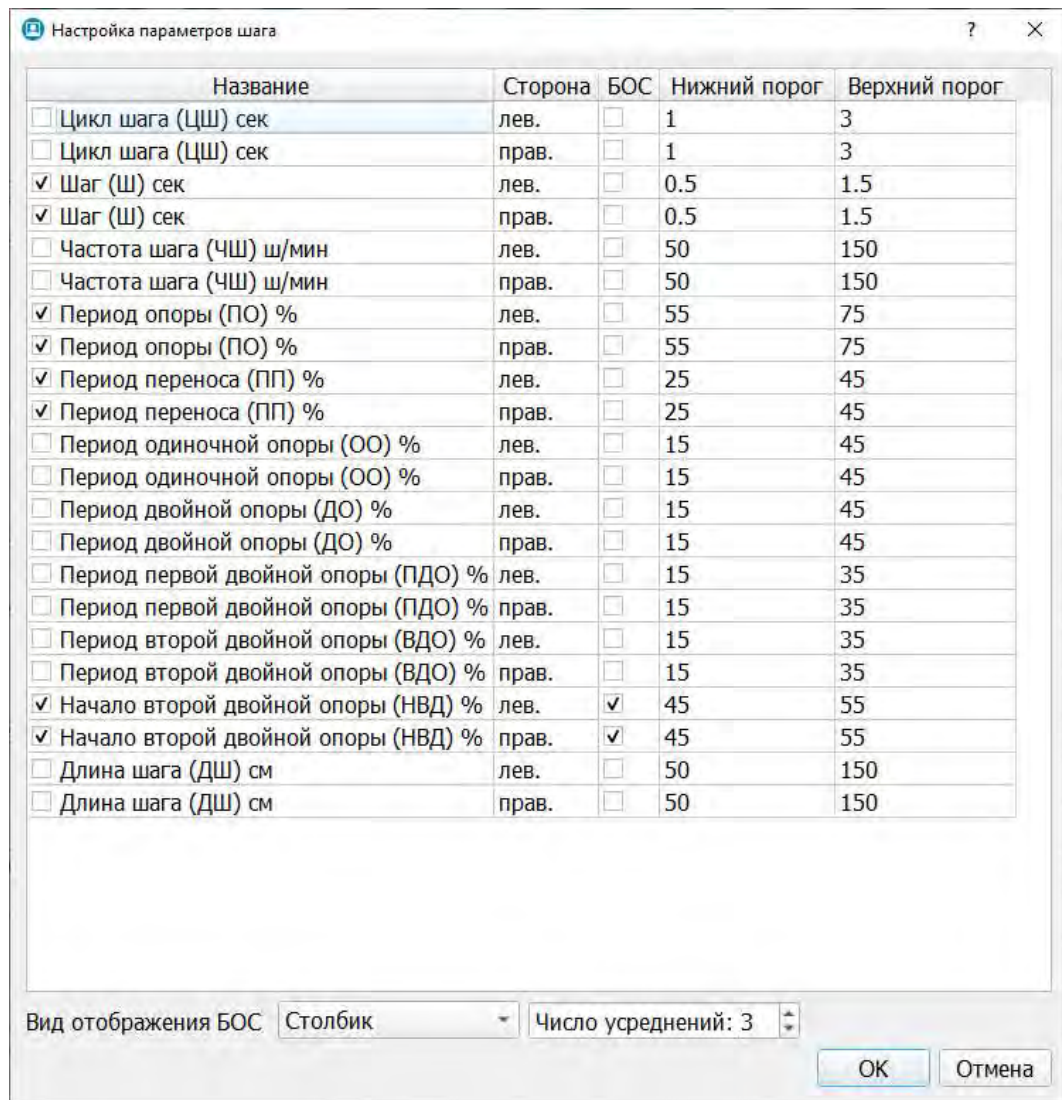 Настройка параметров шага ?
Название Сторона БОС Нижний порог Верхний порог
Цикл шага (ЦШ) сек лев. 1 3
Цикл шага (ЦШ) сек прав. 1 3
Шаг (Ш) сек лев. 0.5 1.5
Шаг (Ш) сек прав. 0.5 1.5
Частота шага (ЧШ) ш/мин лев. 50 150
Частота шага (ЧШ) ш/мин прав. 50 150
Период опоры (ПО) % лев. 55 75
Период опоры (ПО) % прав. 55 75
Период переноса (ПП) % лев. 25 45
Период переноса (ПП) % прав. 25 45
Период одиночной опоры (ОО) % лев. 15 45
Период одиночной опоры (ОО) % прав. 15 45
Период двойной опоры (ДО) % лев. 15 45
Период двойной опоры (ДО) % прав. 15 45
Период первой двойной опоры (ПДО) % лев. 15 35
Период первой двойной опоры (ПДО) % прав. 15 35
Период второй двойной опоры (ВДО) % лев. 15 35
Период второй двойной опоры (ВДО) % прав. 15 35
Начало второй двойной опоры (НВД) % лев. 45 55
Начало второй двойной опоры (НВД) % прав. 45 55
Длина шага (ДШ) см лев. 50 150
Длина шага (ДШ) см прав. 50 150
Вид отображения БОС Столбик Число усреднений: 3
ОК Отмена